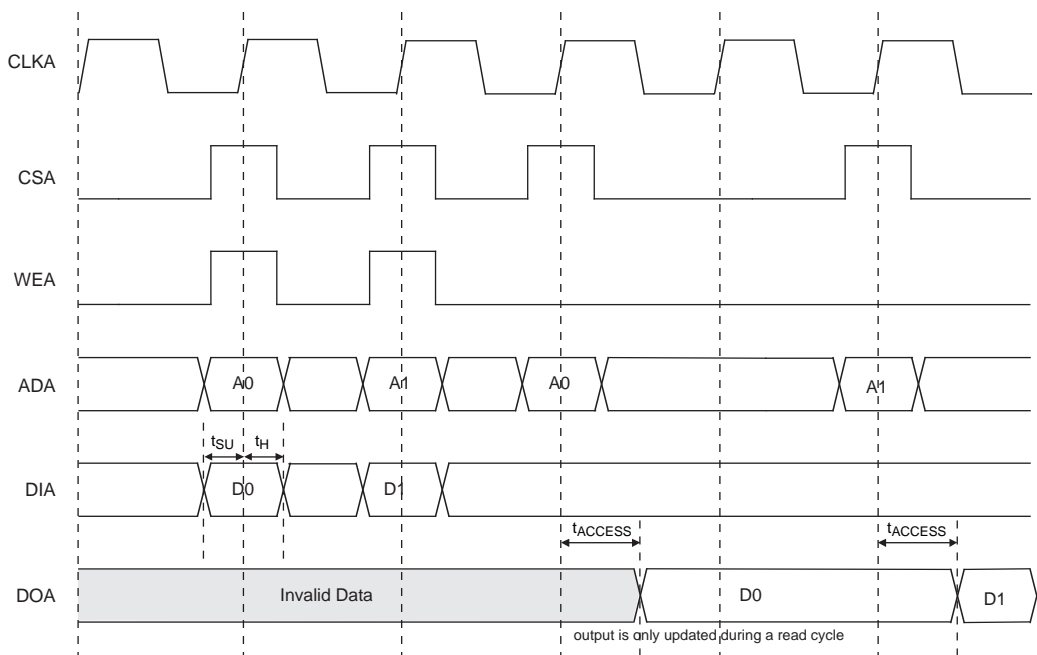 CLKA
CSA
WEA
ADA A0 A1 A0 A1
tSU tH
DIA D0 D1
tACCESS tACCESS
DOA Invalid Data D0 D1
output is only updated during a read cycle